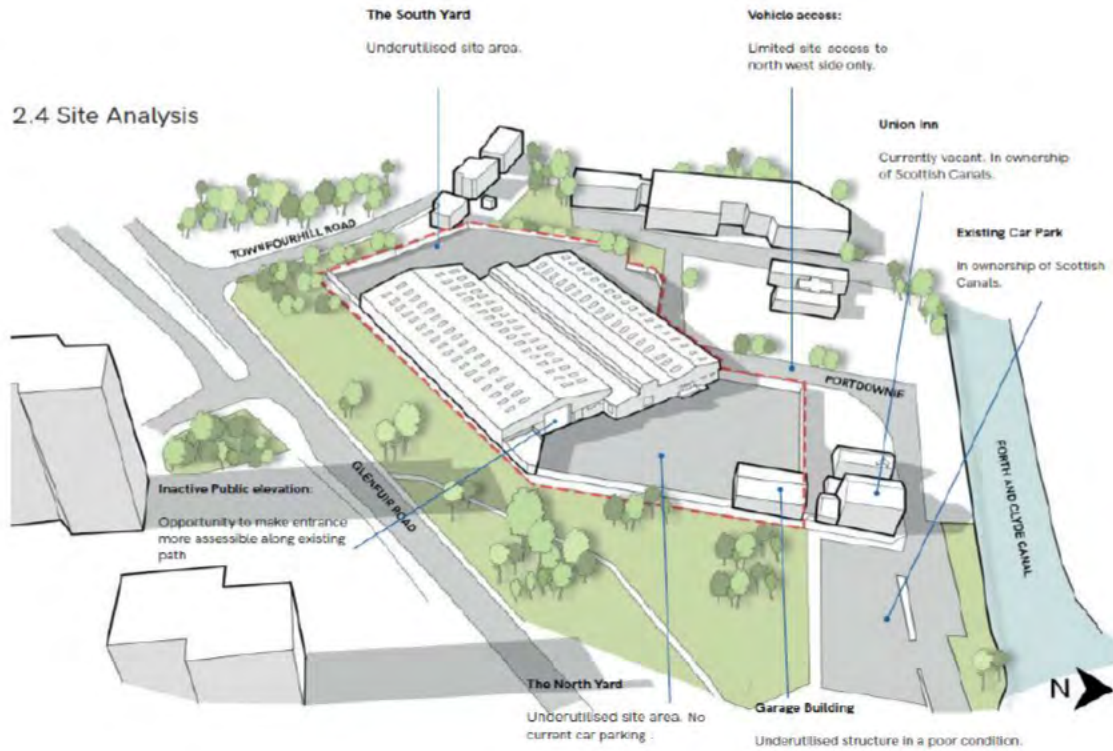 The South Yard
Underutilised site area.
Vehicle access:
Limited site access to
north west side only.
2.4 Site Analysis
Union Inn
Currently vacant. In ownership
of Scottish Canals.
Existing Car Park
In ownership of Scottish
Canals.
TOWNFOURHILL ROAD
PORTDOWNIE
FORTH AND CLYDE CANAL
GLENFUIR ROAD
Inactive Public elevation:
Opportunity to make entrance
more assessible along existing
path
The North Yard
Underutilised site area. No
currant car parking .
Garage Building
Underutilised structure in a poor condition.
N